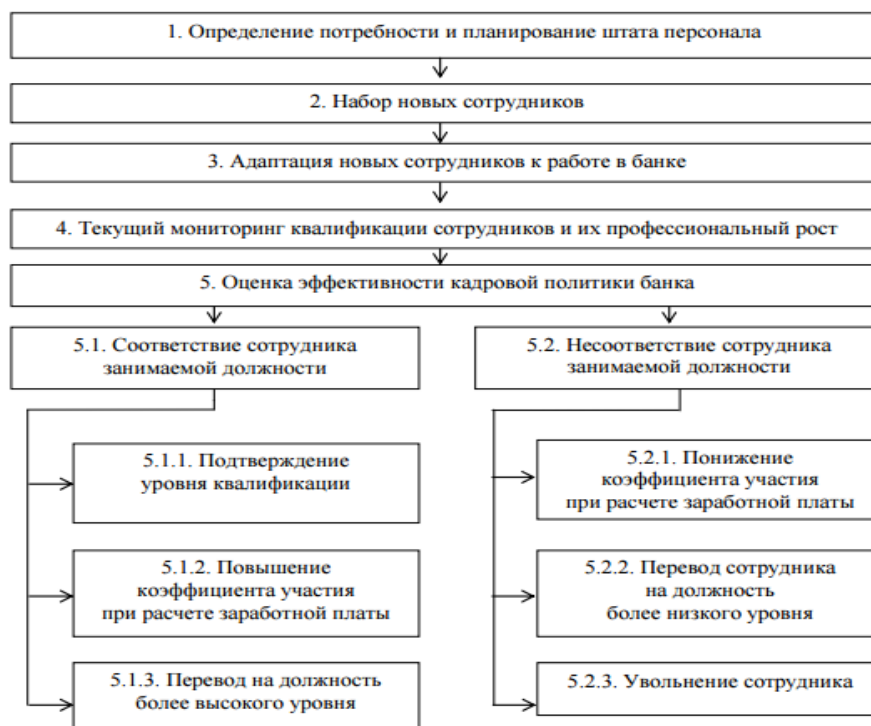 1. Определение потребности и планирование штата персонала
2. Набор новых сотрудников
3. Адаптация новых сотрудников к работе в банке
4. Текущий мониторинг квалификации сотрудников и их профессиональный рост
5. Оценка эффективности кадровой политики банка
5.1. Соответствие сотрудника
занимаемой должности
5.2. Несоответствие сотрудника
занимаемой должности
5.1.1. Подтверждение
уровня квалификации
5.2.1. Понижение
коэффициента участия
при расчете заработной платы
5.1.2. Повышение
коэффициента участия
при расчете заработной платы
5.2.2. Перевод сотрудника
на должность
более низкого уровня
5.1.3. Перевод на должность
более высокого уровня
5.2.3. Увольнение сотрудника